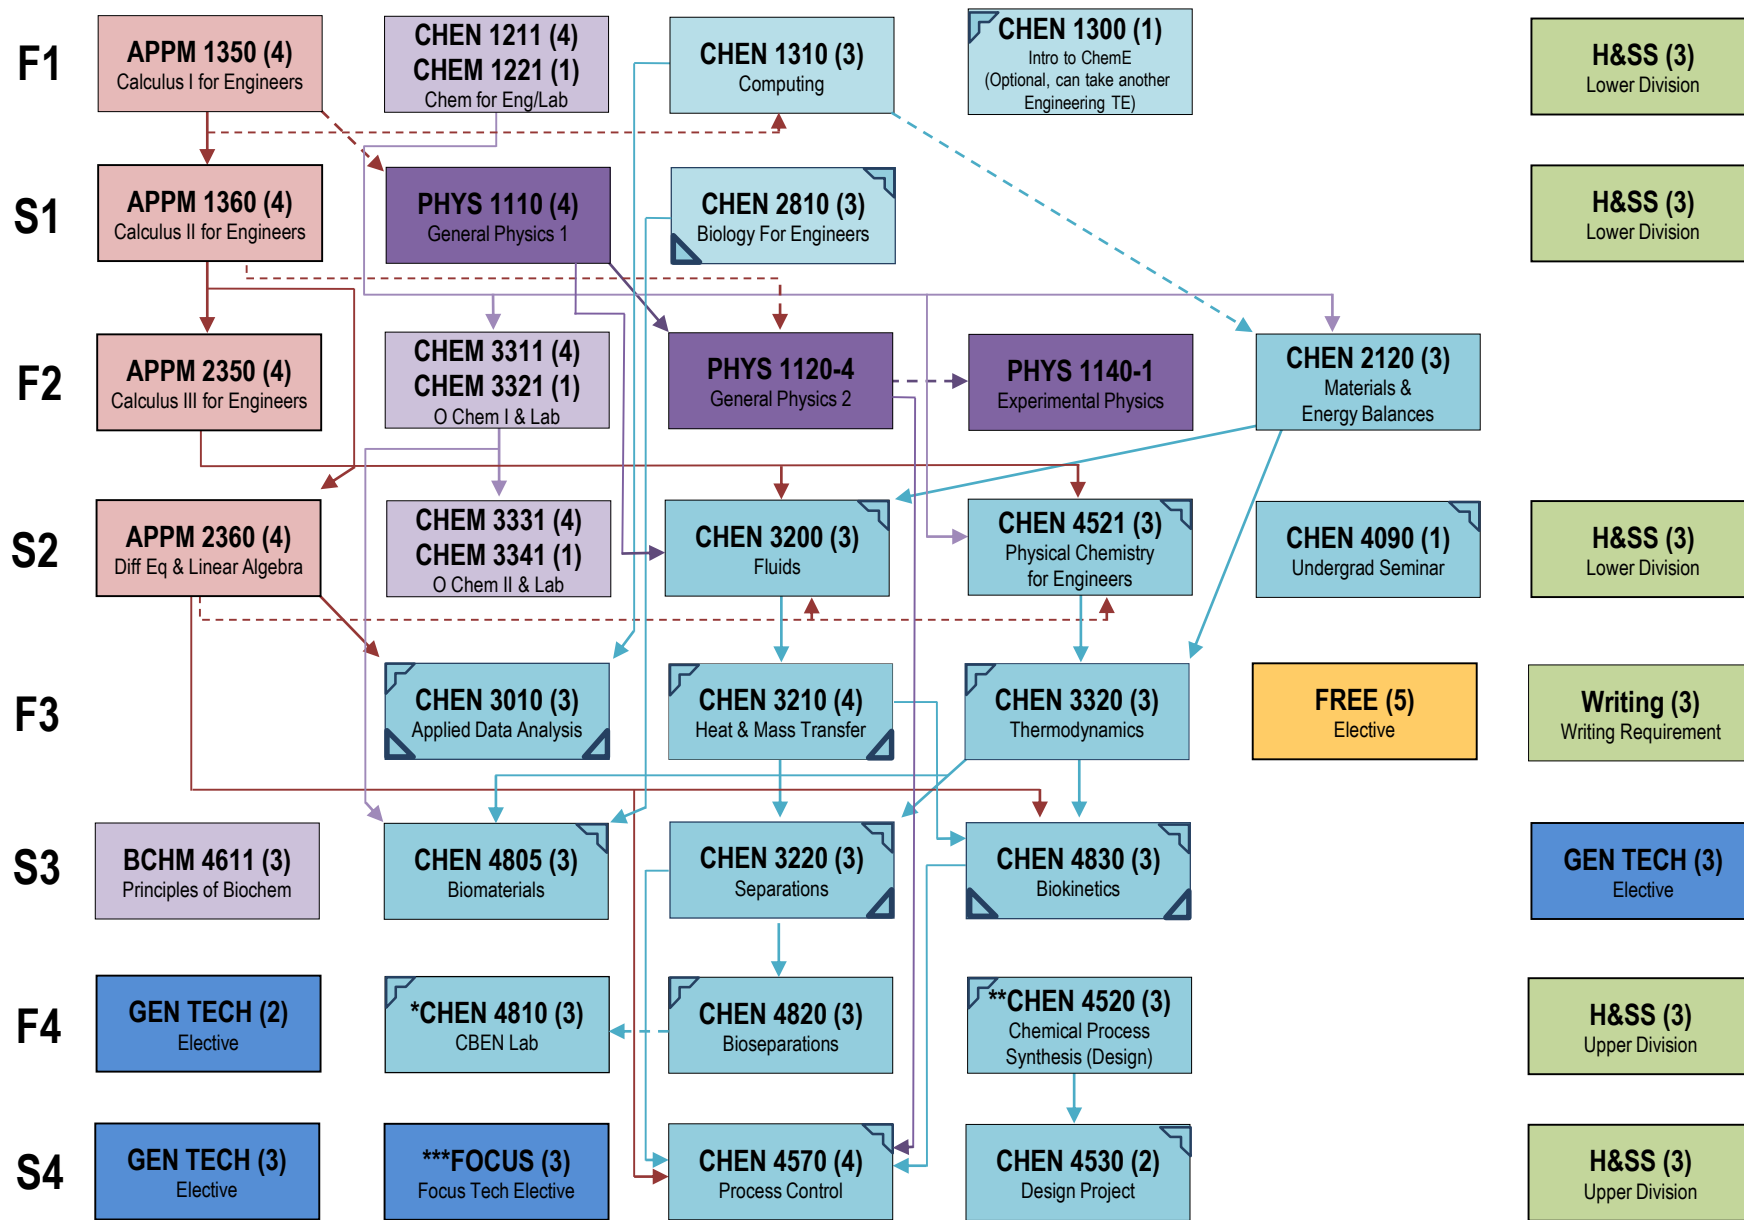 F1
APPM 1350 (4)
Calculus I for Engineers
CHEN 1211 (4)
CHEM 1221 (1)
Chem for Eng/Lab
CHEN 1310 (3)
Computing
CHEN 1300 (1)
Intro to ChemE
(Optional, can take another
Engineering TE)
H&SS (3)
Lower Division
S1
APPM 1360 (4)
Calculus II for Engineers
PHYS 1110 (4)
General Physics 1
CHEN 2810 (3)
Biology For Engineers
H&SS (3)
Lower Division
F2
APPM 2350 (4)
Calculus III for Engineers
CHEM 3311 (4)
CHEM 3321 (1)
O Chem I & Lab
PHYS 1120-4
General Physics 2
PHYS 1140-1
Experimental Physics
CHEN 2120 (3)
Materials &
Energy Balances
S2
APPM 2360 (4)
Diff Eq & Linear Algebra
CHEM 3331 (4)
CHEM 3341 (1)
O Chem II & Lab
CHEN 3200 (3)
Fluids
CHEN 4521 (3)
Physical Chemistry
for Engineers
CHEN 4090 (1)
Undergrad Seminar
H&SS (3)
Lower Division
F3
CHEN 3010 (3)
Applied Data Analysis
CHEN 3210 (4)
Heat & Mass Transfer
CHEN 3320 (3)
Thermodynamics
FREE (5)
Elective
Writing (3)
Writing Requirement
S3
BCHM 4611 (3)
Principles of Biochem
CHEN 4805 (3)
Biomaterials
CHEN 3220 (3)
Separations
CHEN 4830 (3)
Biokinetics
GEN TECH (3)
Elective
F4
GEN TECH (2)
Elective
*CHEN 4810 (3)
CBEN Lab
CHEN 4820 (3)
Bioseparations
**CHEN 4520 (3)
Chemical Process
Synthesis (Design)
H&SS (3)
Upper Division
S4
GEN TECH (3)
Elective
***FOCUS (3)
Focus Tech Elective
CHEN 4570 (4)
Process Control
CHEN 4530 (2)
Design Project
H&SS (3)
Upper Division